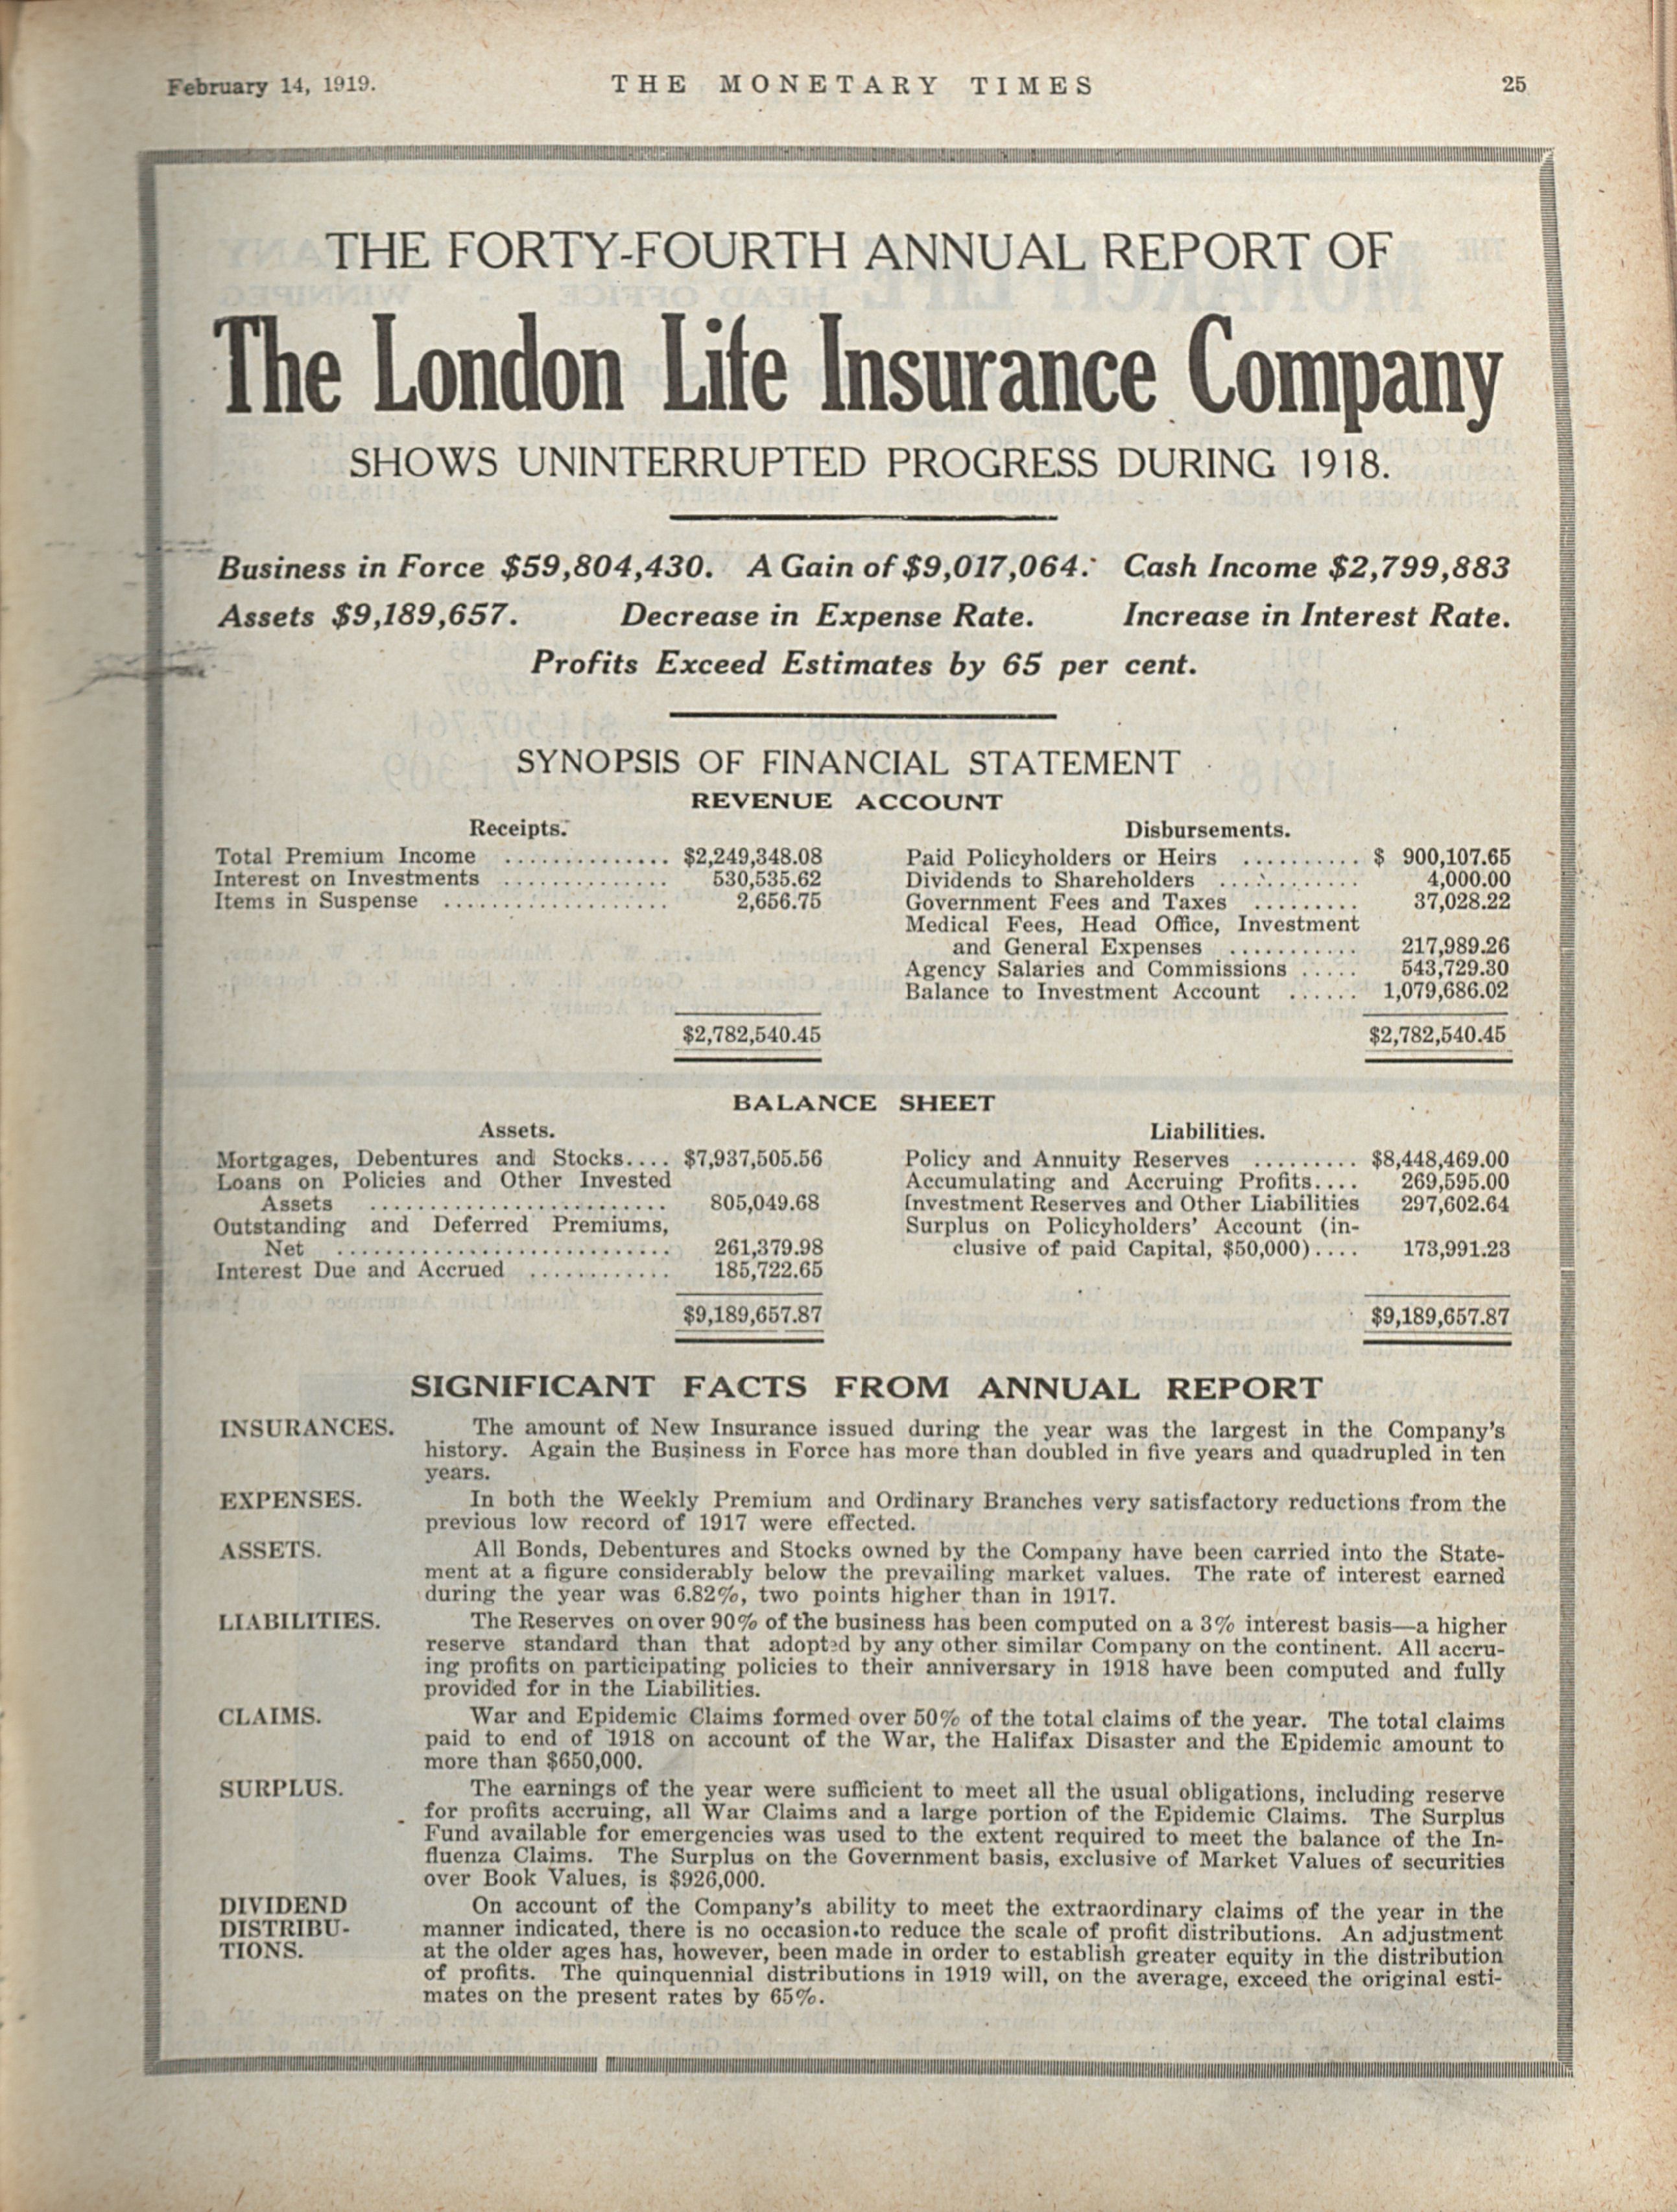 February 14, 1919.
THE MONETARY TIMES
25
THE FORTY-FOURTH ANNUAL REPORT OF
The London Life Insurance Company
SHOWS UNINTERRUPTED PROGRESS DURING 1918.
Business in Force $59,804,430. A Gain of $9,017,064. Cash Income $2,799,883
Assets $9,189,657. Decrease in Expense Rate. Increase in Interest Rate.
Profits Exceed Estimates by 65 per cent.
SYNOPSIS OF FINANCIAL STATEMENT
REVENUE ACCOUNT
Receipts.
Total Premium Income .............. $2,249,348.08
Interest on Investments .............. 530,535.62
Items in Suspense ................... 2,656.75
$2,782,540.45
Disbursements.
Paid Policyholders or Heirs .......... $ 900,107.65
Dividends to Shareholders ............ 4,000.00
Government Fees and Taxes ......... 37,028.22
Medical Fees, Head Office, Investment
and General Expenses ........... 217,989.26
Agency Salaries and Commissions ..... 543,729.30
Balance to Investment Account ...... 1,079,686.02
$2,782,540.45
BALANCE SHEET
Assets.
Mortgages, Debentures and Stocks.... $7,937,505.56
Loans on Policies and Other Invested
Assets ......................... 805,049.68
Outstanding and Deferred Premiums,
Net ............................ 261,379.98
Interest Due and Accrued ............ 185,722.65
$9,189,657.87
Liabilities.
Policy and Annuity Reserves ......... $8,448,469.00
Accumulating and Accruing Profits.... 269,595.00
Investment Reserves and Other Liabilities 297,602.64
Surplus on Policyholders' Account (in-
clusive of paid Capital, $50,000).... 173,991.23
$9,189,657.87
SIGNIFICANT FACTS FROM ANNUAL REPORT
INSURANCES. The amount of New Insurance issued during the year was the largest in the Company's
history. Again the Business in Force has more than doubled in five years and quadrupled in ten
years.
EXPENSES. In both the Weekly Premium and Ordinary Branches very satisfactory reductions from the
previous low record of 1917 were effected.
ASSETS. All Bonds, Debentures and Stocks owned by the Company have been carried into the State-
ment at a figure considerably below the prevailing market values. The rate of interest earned
during the year was 6.82%, two points higher than in 1917.
LIABILITIES. The Reserves on over 90% of the business has been computed on a 3% interest basis—a higher
reserve standard than that adopted by any other similar Company on the continent. All accru-
ing profits on participating policies to their anniversary in 1918 have been computed and fully
provided for in the Liabilities.
CLAIMS. War and Epidemic Claims formed over 50% of the total claims of the year. The total claims
paid to end of 1918 on account of the War, the Halifax Disaster and the Epidemic amount to
more than $650,000.
SURPLUS. The earnings of the year were sufficient to meet all the usual obligations, including reserve
for profits accruing, all War Claims and a large portion of the Epidemic Claims. The Surplus
Fund available for emergencies was used to the extent required to meet the balance of the In-
fluenza Claims. The Surplus on the Government basis, exclusive of Market Values of securities
over Book Values, is $926,000.
DIVIDEND On account of the Company's ability to meet the extraordinary claims of the year in the
DISTRIBU- manner indicated, there is no occasion to reduce the scale of profit distributions. An adjustment
TIONS. at the older ages has, however, been made in order to establish greater equity in the distribution
of profits. The quinquennial distributions in 1919 will, on the average, exceed the original esti-
mates on the present rates by 65%.